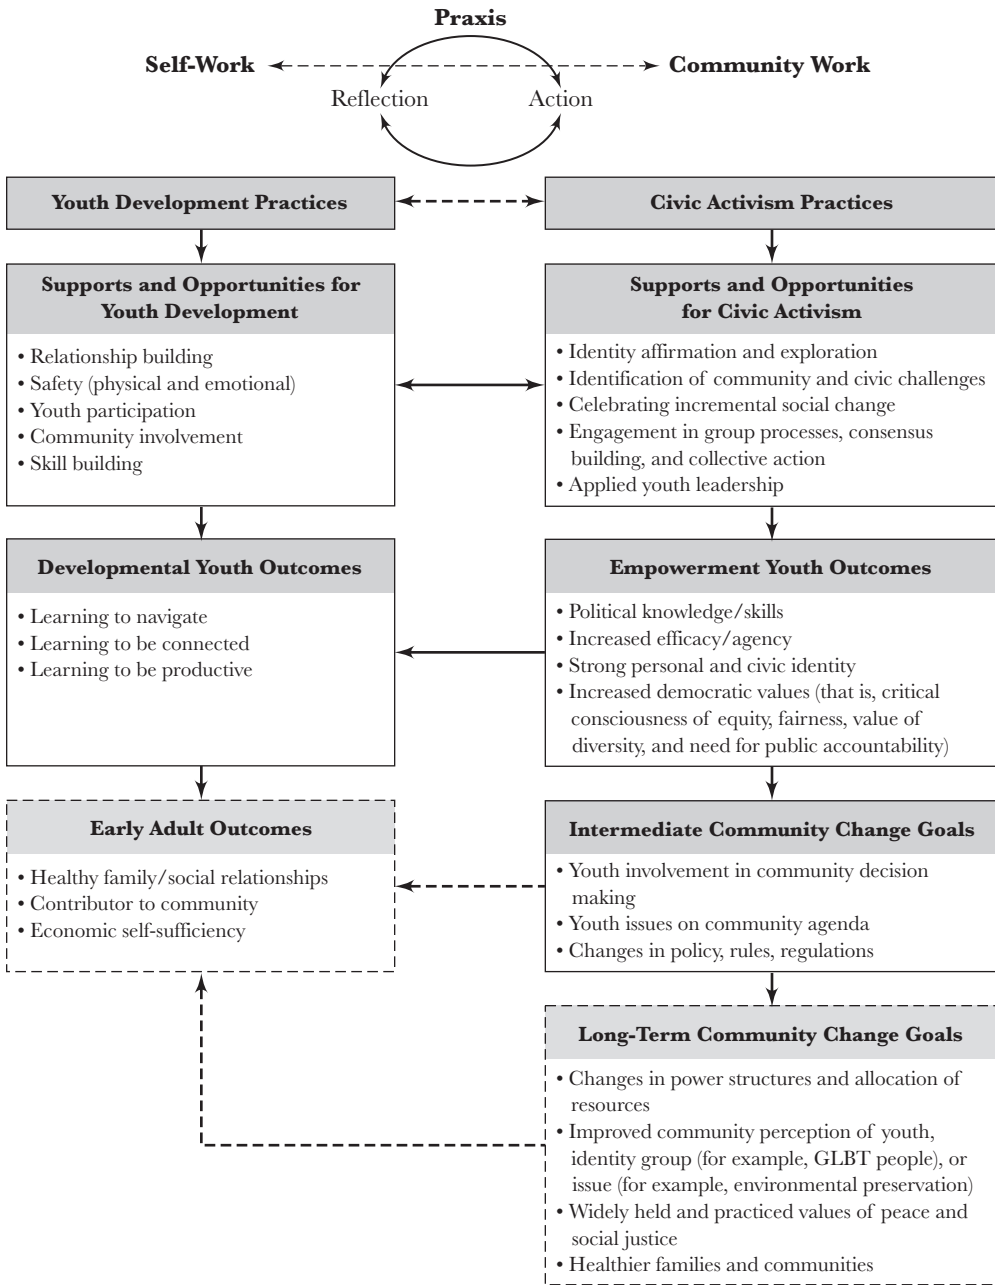 Praxis
Self-Work
Community Work
Reflection
Action
Youth Development Practices
Civic Activism Practices
Supports and Opportunities for
Youth Development
• Relationship building
• Safety (physical and emotional)
• Youth participation
• Community involvement
• Skill building
Supports and Opportunities
for Civic Activism
• Identity affirmation and exploration
• Identification of community and civic challenges
• Celebrating incremental social change
• Engagement in group processes, consensus
building, and collective action
• Applied youth leadership
Developmental Youth Outcomes
• Learning to navigate
• Learning to be connected
• Learning to be productive
Empowerment Youth Outcomes
• Political knowledge/skills
• Increased efficacy/agency
• Strong personal and civic identity
• Increased democratic values (that is, critical
consciousness of equity, fairness, value of
diversity, and need for public accountability)
Early Adult Outcomes
• Healthy family/social relationships
• Contributor to community
• Economic self-sufficiency
Intermediate Community Change Goals
• Youth involvement in community decision
making
• Youth issues on community agenda
• Changes in policy, rules, regulations
Long-Term Community Change Goals
• Changes in power structures and allocation of
resources
• Improved community perception of youth,
identity group (for example, GLBT people), or
issue (for example, environmental preservation)
• Widely held and practiced values of peace and
social justice
• Healthier families and communities